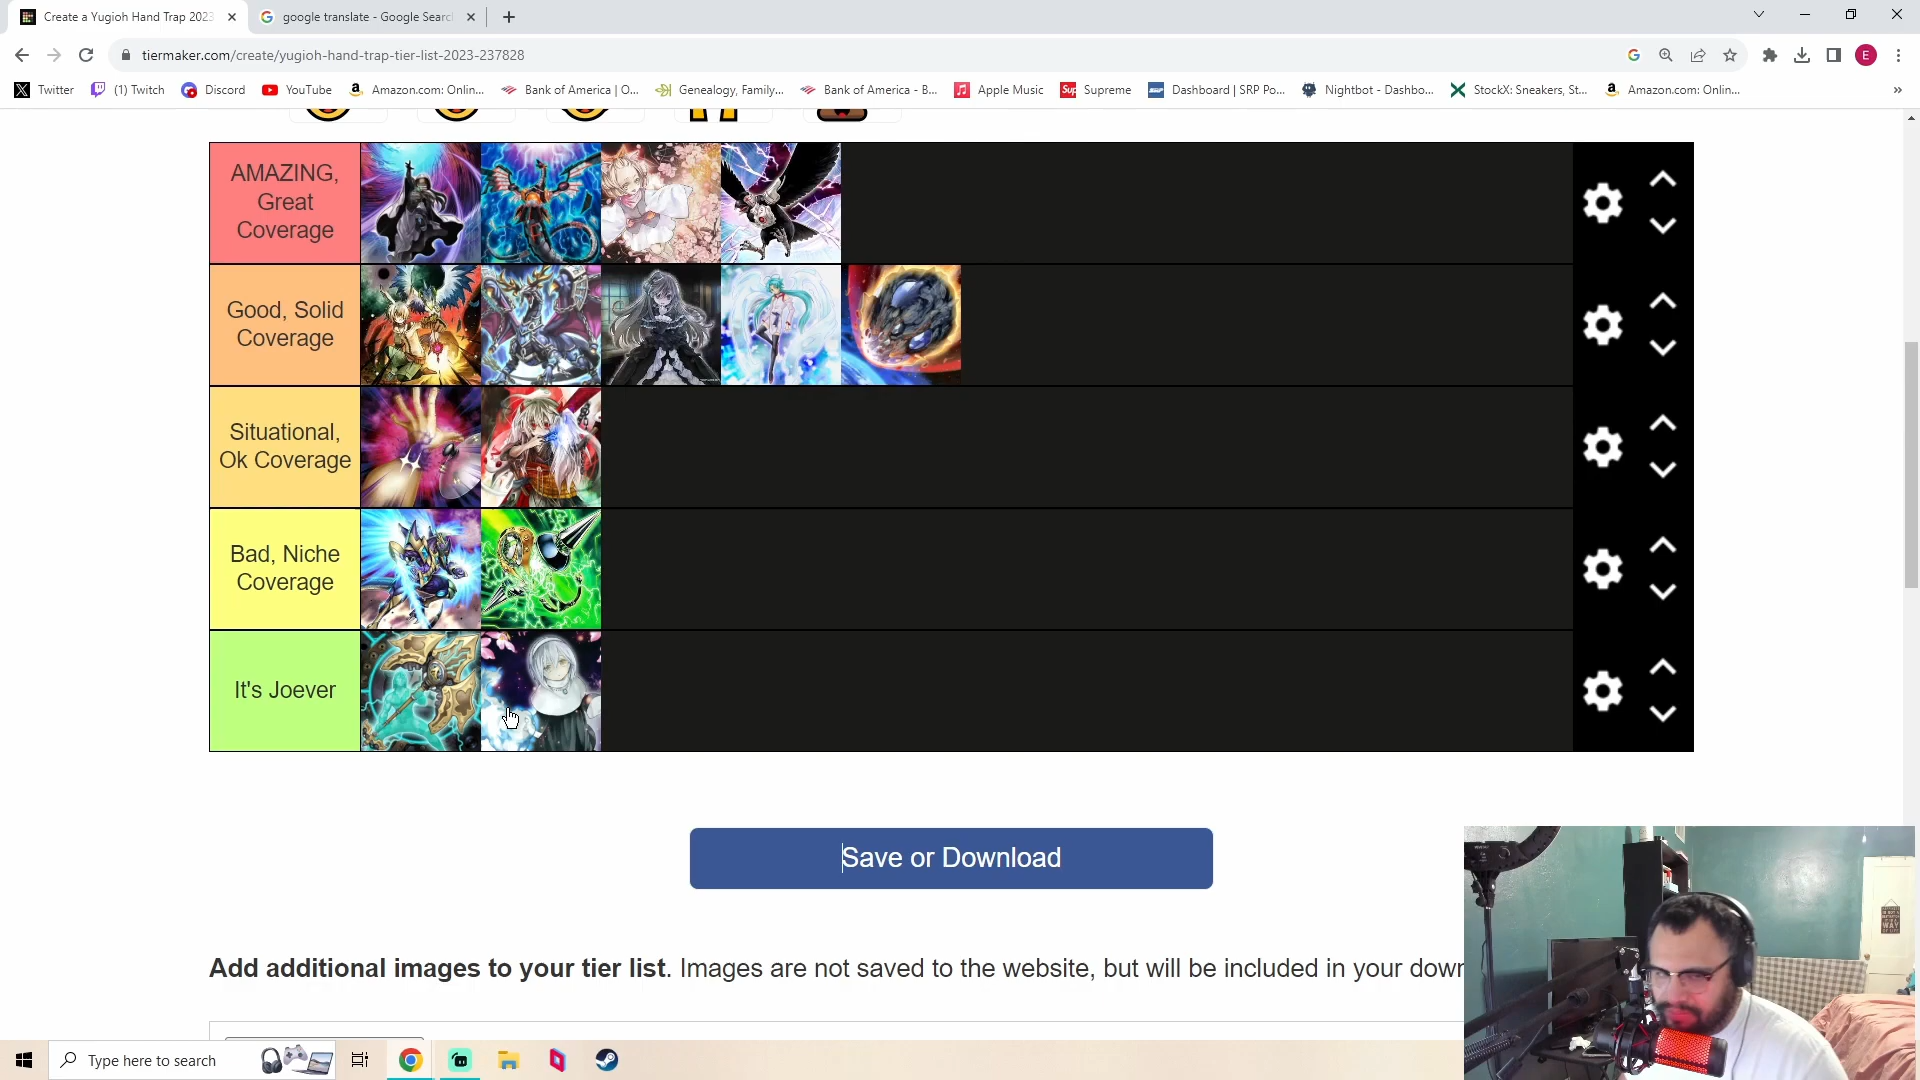 Create a Yugioh Hand Trap 2023
google translate - Google Searc
tiermaker.com/create/yugioh-hand-trap-tier-list-2023-237828
E
Twitter
(1) Twitch
Discord
YouTube
Amazon.com: Onlin...
Bank of America | O...
Genealogy, Family...
Bank of America - B...
Apple Music
Sup
Supreme
Dashboard | SRP Po...
Nightbot - Dashbo...
StockX: Sneakers, St...
Amazon.com: Onlin...
AMAZING,
Great
Coverage
Good, Solid
Coverage
Situational,
Ok Coverage
Bad, Niche
Coverage
It's Joever
Save or Download
Add additional images to your tier list. Images are not saved to the website, but will be included in your down
Type here to search